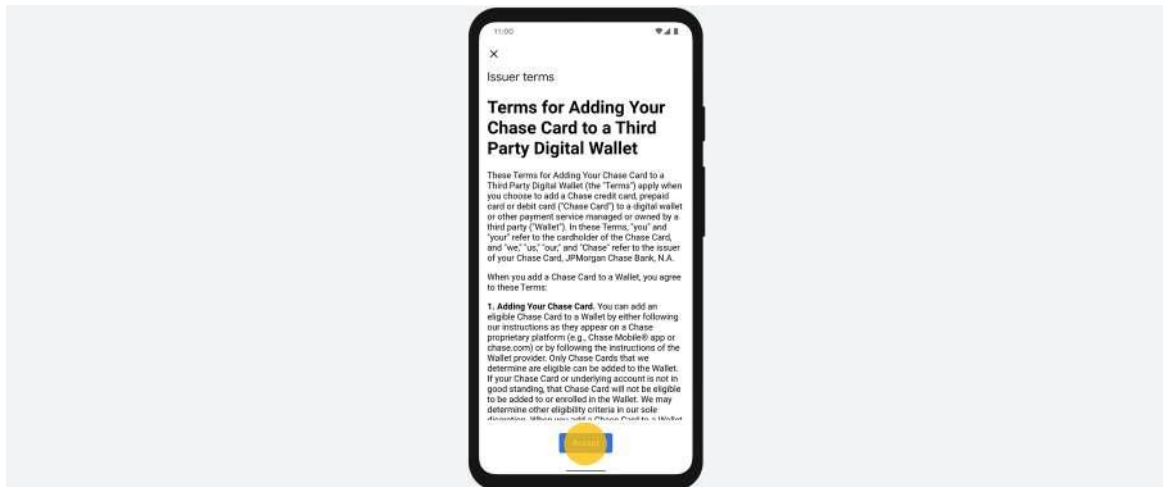 11:00
Issuer terms
Terms for Adding Your
Chase Card to a Third
Party Digital Wallet
These Terms for Adding Your Chase Card to a
Third Party Digital Wallet (the "Terms") apply when
you choose to add a Chase credit card, prepaid
card or debit card ("Chase Card") to a digital wallet
or other payment service managed or owned by a
third party ("Wallet"). In these Terms, "you" and
"your" refer to the cardholder of the Chase Card,
and "we," "us," "our," and "Chase" refer to the issuer
of your Chase Card, JPMorgan Chase Bank, N.A.
When you add a Chase Card to a Wallet, you agree
to these Terms:
1. Adding Your Chase Card. You can add an
eligible Chase Card to a Wallet by either following
our instructions as they appear on a Chase
proprietary platform (e.g., Chase Mobile® app or
chase.com) or by following the instructions of the
Wallet provider. Only Chase Cards that we
determine are eligible can be added to the Wallet.
If your Chase Card or underlying account is not in
good standing, that Chase Card will not be eligible
to be added to or enrolled in the Wallet. We may
determine other eligibility criteria in our sole
discretion. When you add a Chase Card to a Wallet